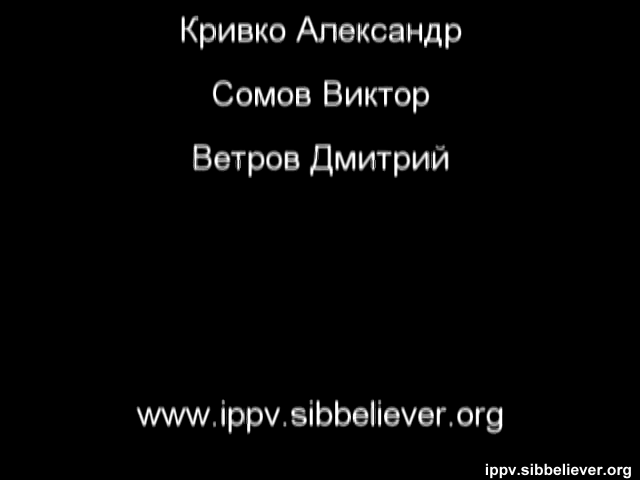 Кривко Александр
Сомов Виктор
Ветров Дмитрий
www.ippv.sibbeliever.org
ippv.sibbeliever.org